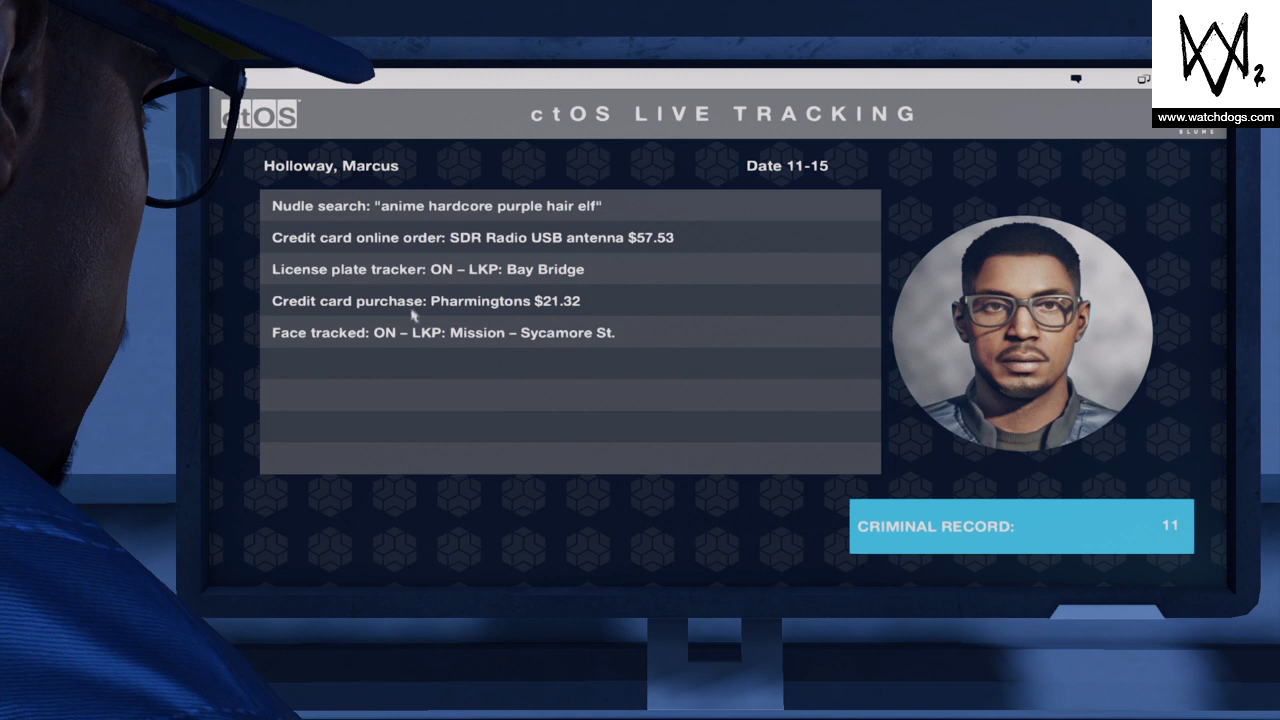 2
www.watchdogs.com
ctOS
ctOS LIVE TRACKING
BLUME
Holloway, Marcus
Date 11-15
Nudle search: "anime hardcore purple hair elf"
Credit card online order: SDR Radio USB antenna $57.53
License plate tracker: ON – LKP: Bay Bridge
Credit card purchase: Pharmingtons $21.32
Face tracked: ON – LKP: Mission – Sycamore St.
CRIMINAL RECORD: 11